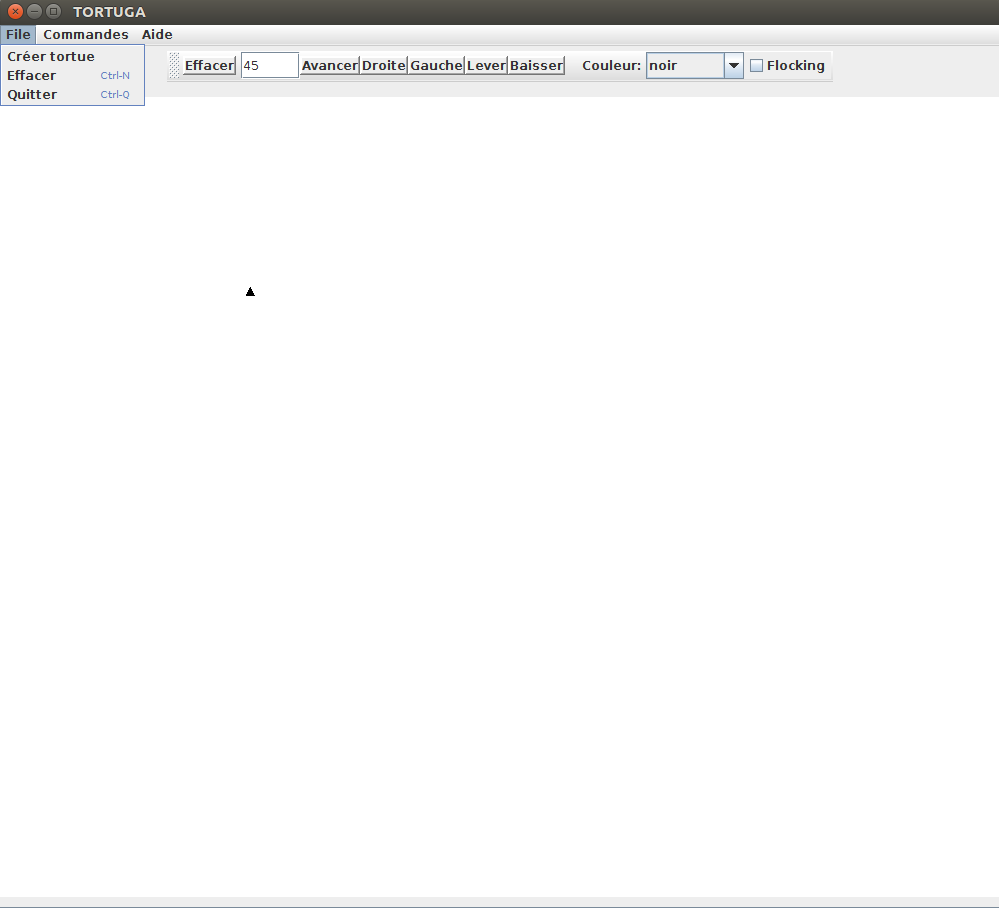 TORTUGA
File Commandes Aide
Créer tortue
Effacer Ctrl-N
Quitter Ctrl-Q
Effacer 45 Avancer Droite Gauche Lever Baisser Couleur: noir Flocking